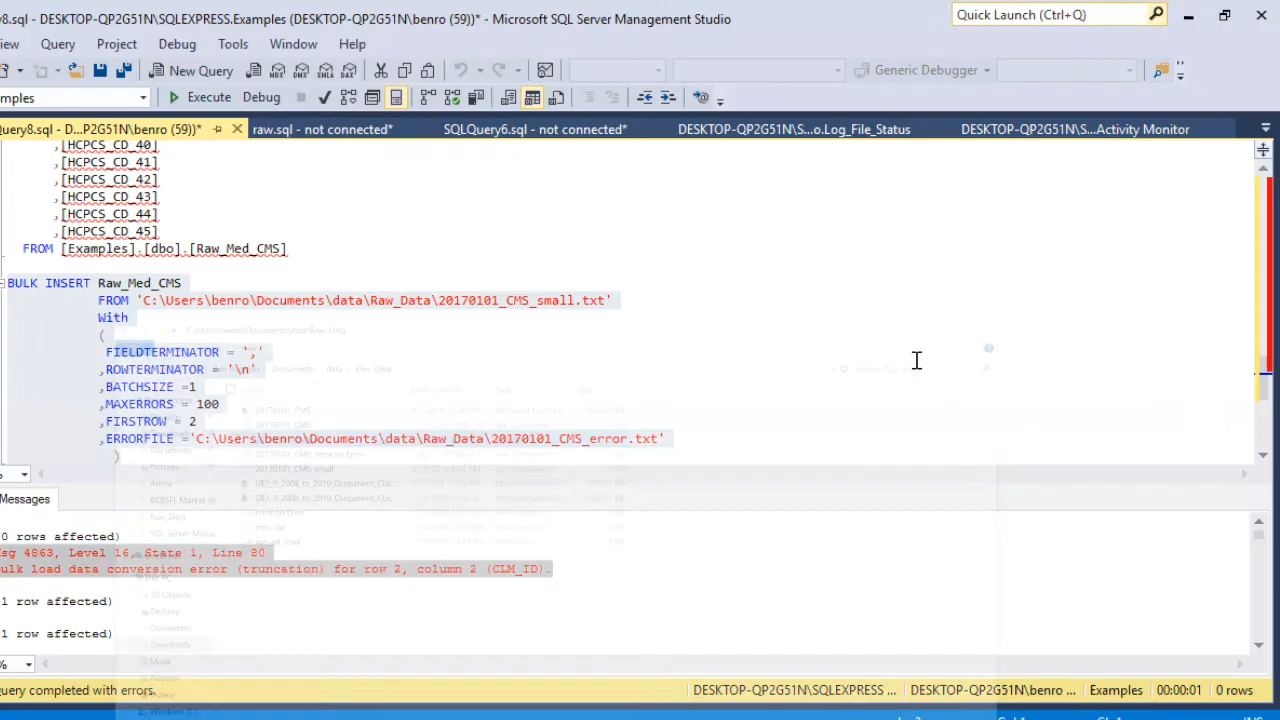 y8.sql - DESKTOP-QP2G51N\SQLEXPRESS.Examples (DESKTOP-QP2G51N\benro (59))* - Microsoft SQL Server Management Studio
Quick Launch (Ctrl+Q)
iew Query Project Debug Tools Window Help
New Query
MDX DMX XMLA DAX
Generic Debugger
mples
Execute Debug
Query8.sql - D...P2G51N\benro (59))*
raw.sql - not connected*
SQLQuery6.sql - not connected*
DESKTOP-QP2G51N\S...o.Log_File_Status
DESKTOP-QP2G51N\S...Activity Monitor
,[HCPCS_CD_40]
,[HCPCS_CD_41]
,[HCPCS_CD_42]
,[HCPCS_CD_43]
,[HCPCS_CD_44]
,[HCPCS_CD_45]
FROM [Examples].[dbo].[Raw_Med_CMS]
BULK INSERT Raw_Med_CMS
FROM 'C:\Users\benro\Documents\data\Raw_Data\20170101_CMS_small.txt'
With
(
FIELDTERMINATOR = ','
,ROWTERMINATOR = '\n'
,BATCHSIZE =1
,MAXERRORS = 100
,FIRSTROW = 2
,ERRORFILE ='C:\Users\benro\Documents\data\Raw_Data\20170101_CMS_error.txt'
)
%
Messages
0 rows affected)
sg 4863, Level 16, State 1, Line 80
ulk load data conversion error (truncation) for row 2, column 2 (CLM_ID).
1 row affected)
1 row affected)
%
Query completed with errors.
DESKTOP-QP2G51N\SQLEXPRESS ...
DESKTOP-QP2G51N\benro ...
Examples
00:00:01
0 rows